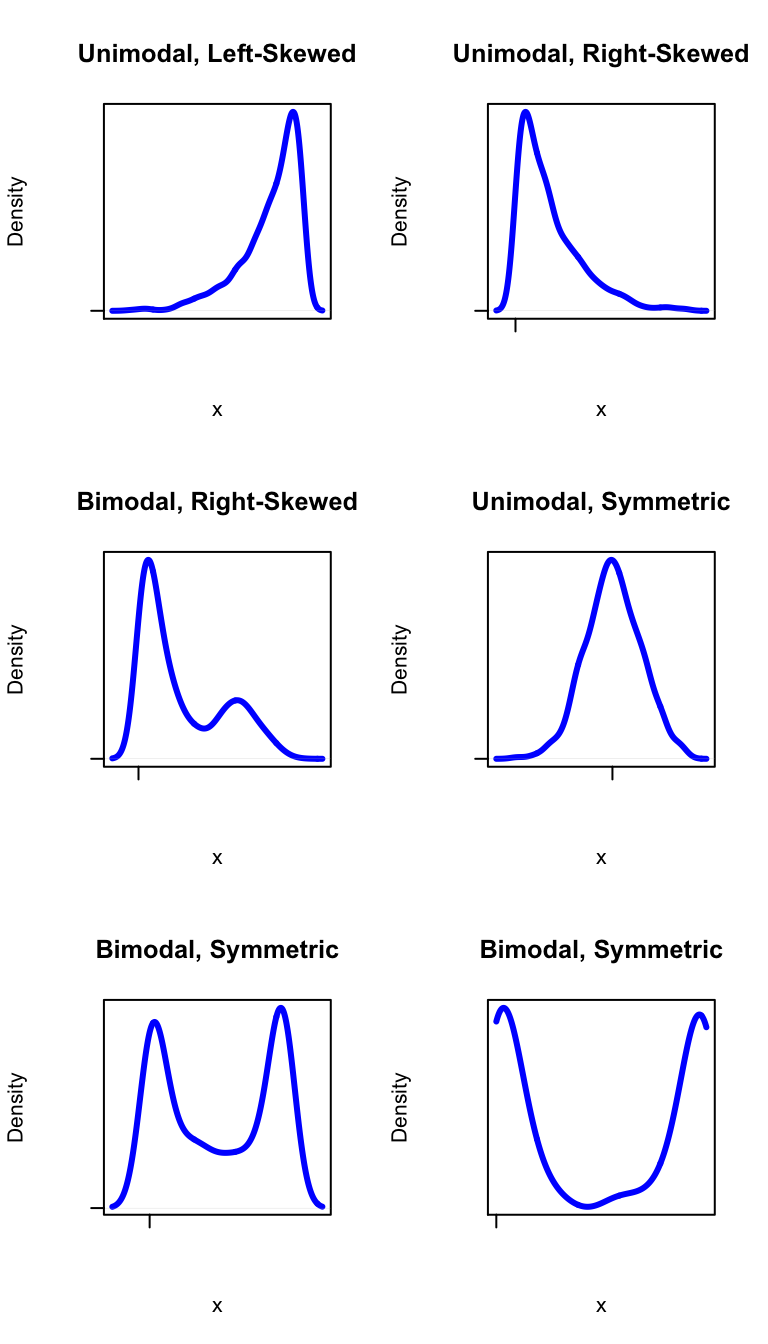 Unimodal, Left-Skewed
Density
x
Unimodal, Right-Skewed
Density
x
Bimodal, Right-Skewed
Density
x
Unimodal, Symmetric
Density
x
Bimodal, Symmetric
Density
x
Bimodal, Symmetric
Density
x